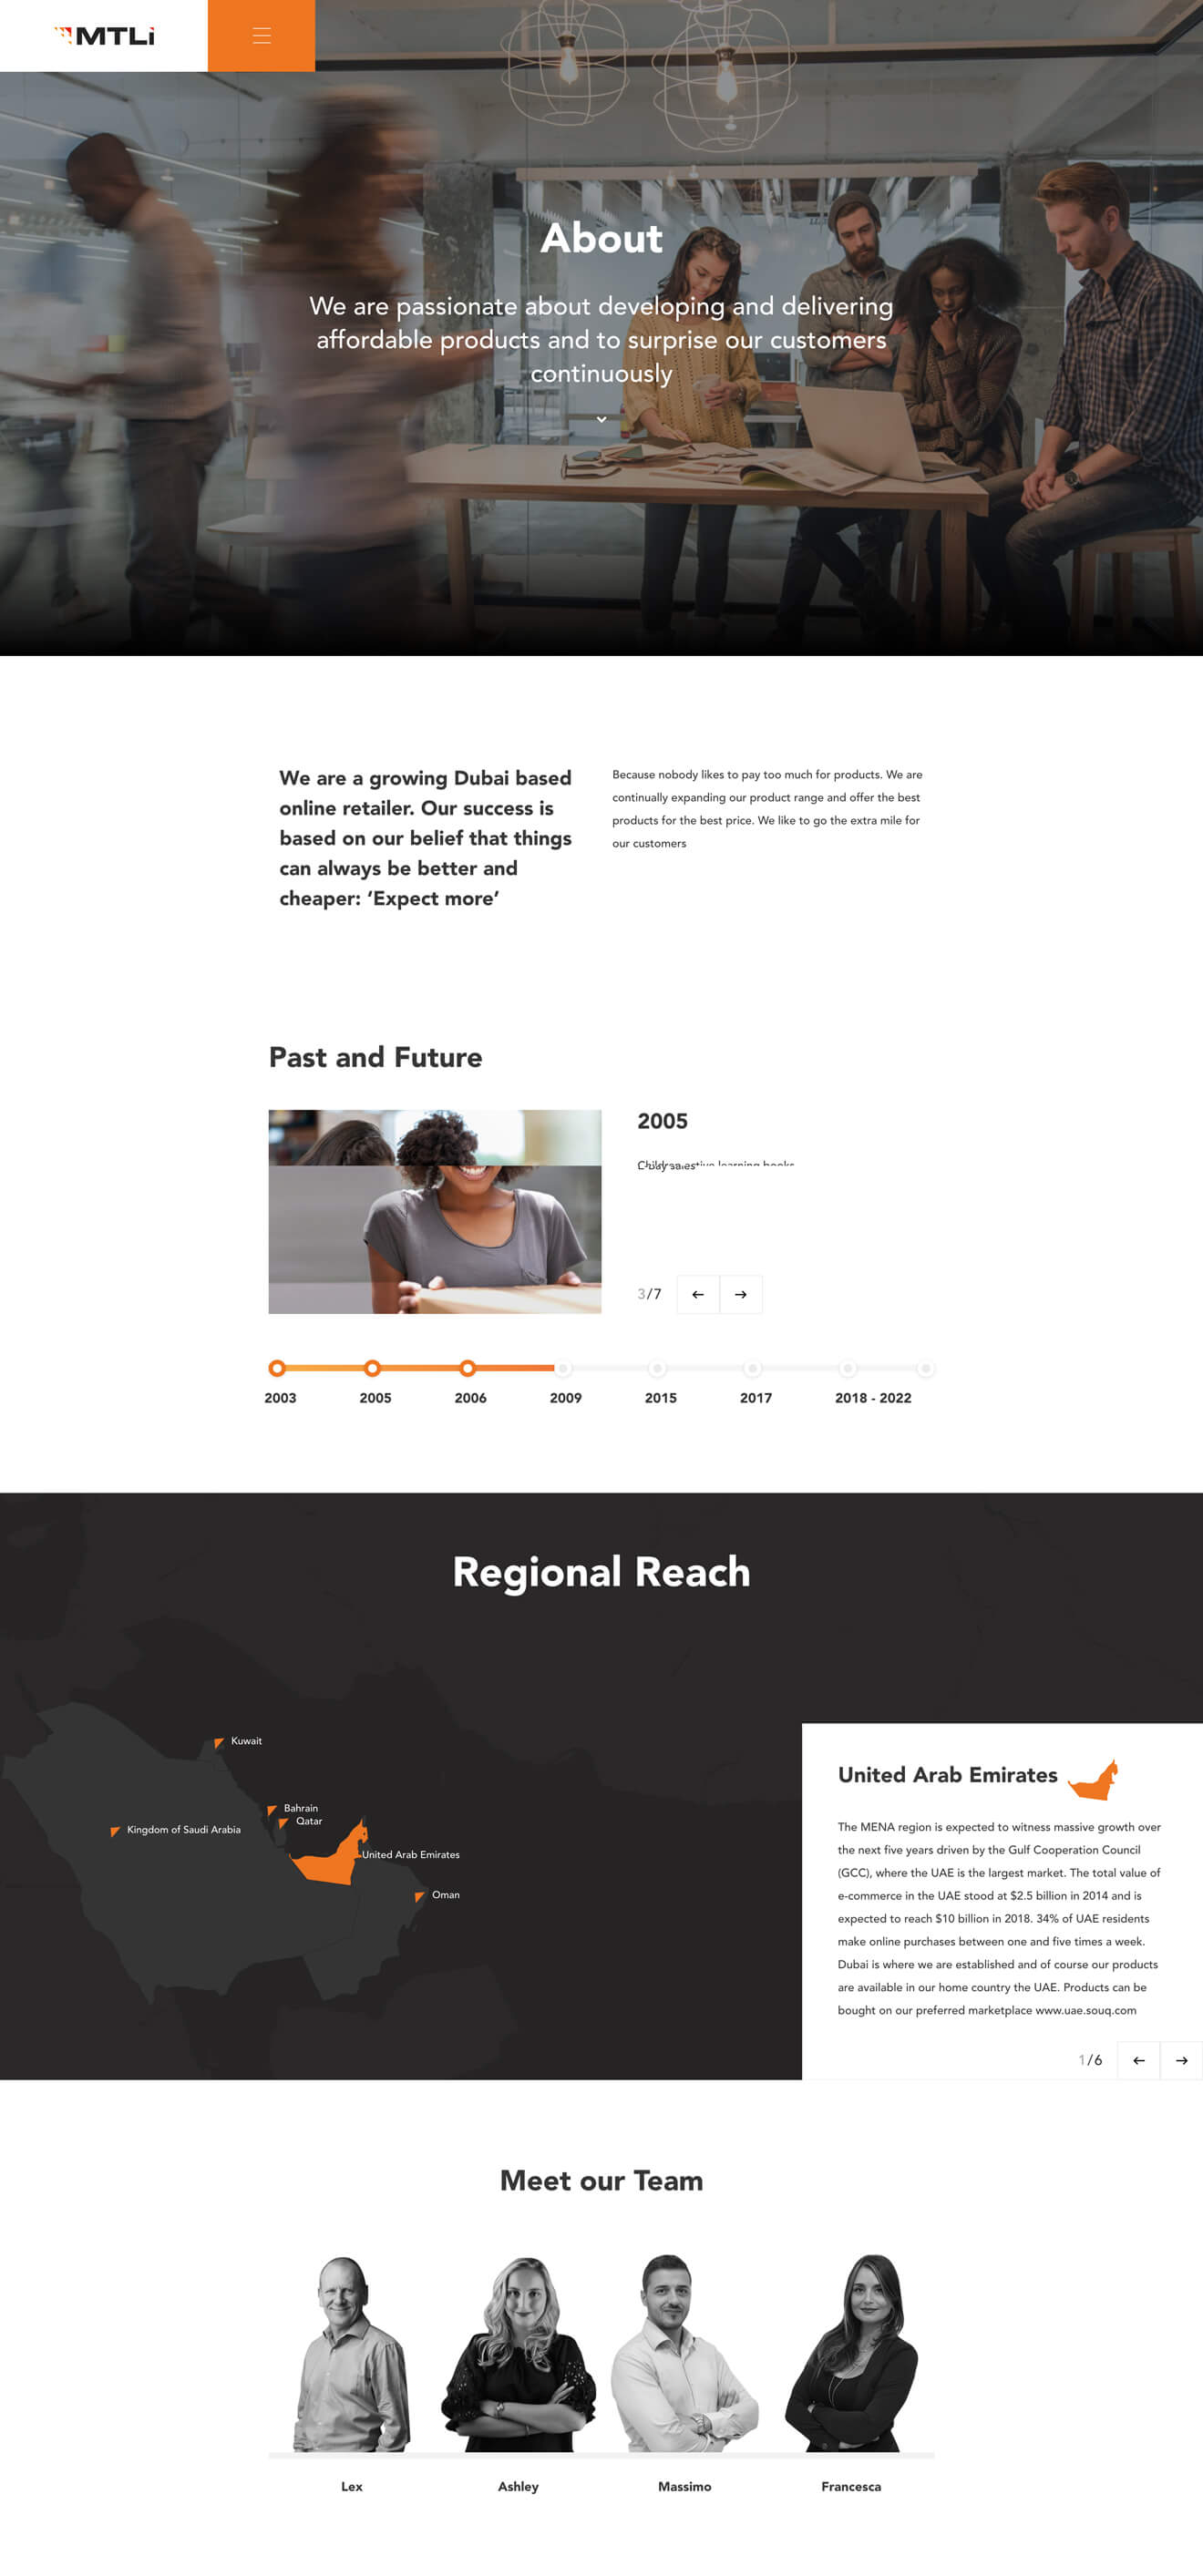 MTLi
About
We are passionate about developing and delivering
affordable products and to surprise our customers
continuously
We are a growing Dubai based
online retailer. Our success is
based on our belief that things
can always be better and
cheaper: ‘Expect more’
Because nobody likes to pay too much for products. We are
continually expanding our product range and offer the best
products for the best price. We like to go the extra mile for
our customers
Past and Future
2005
learning books
3/7
2003
2005
2006
2009
2015
2017
2018 - 2022
Regional Reach
Kuwait
Bahrain
Qatar
Kingdom of Saudi Arabia
United Arab Emirates
Oman
United Arab Emirates
The MENA region is expected to witness massive growth over
the next five years driven by the Gulf Cooperation Council
(GCC), where the UAE is the largest market. The total value of
e-commerce in the UAE stood at $2.5 billion in 2014 and is
expected to reach $10 billion in 2018. 34% of UAE residents
make online purchases between one and five times a week.
Dubai is where we are established and of course our products
are available in our home country the UAE. Products can be
bought on our preferred marketplace www.uae.souq.com
1/6
Meet our Team
Lex
Ashley
Massimo
Francesca